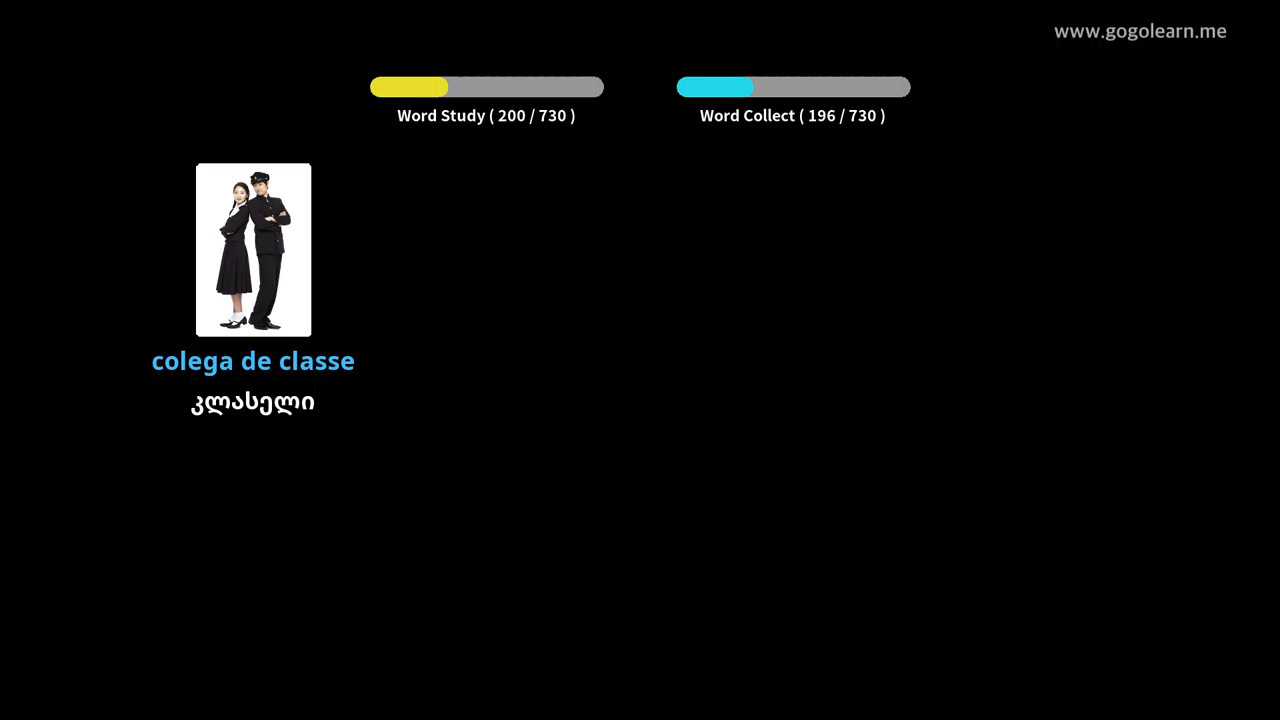 www.gogolearn.me
Word Study ( 200 / 730 )
Word Collect ( 196 / 730 )
colega de classe
კლასელი